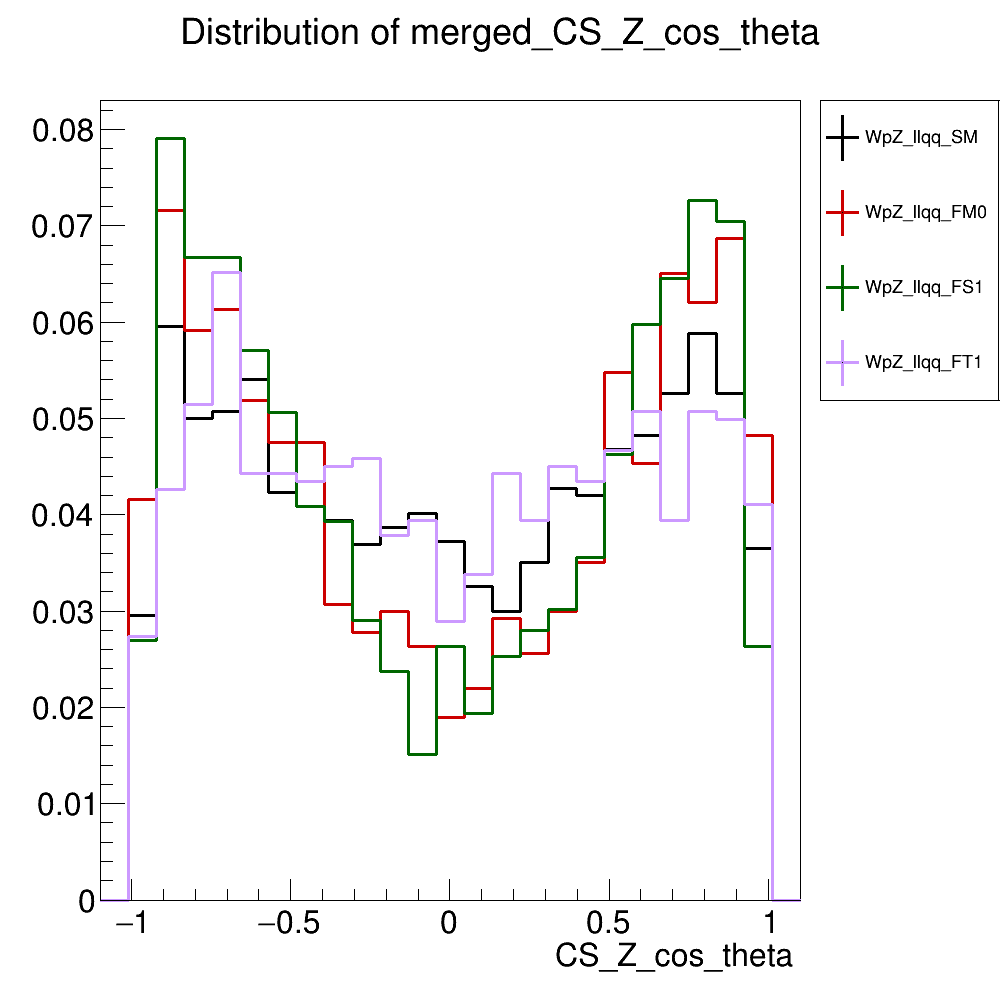 Distribution of merged_CS_Z_cos_theta
0.08
0.07
0.06
0.05
0.04
0.03
0.02
0.01
0
−1
−0.5
0
0.5
1
CS_Z_cos_theta
WpZ_llqq_SM
WpZ_llqq_FM0
WpZ_llqq_FS1
WpZ_llqq_FT1